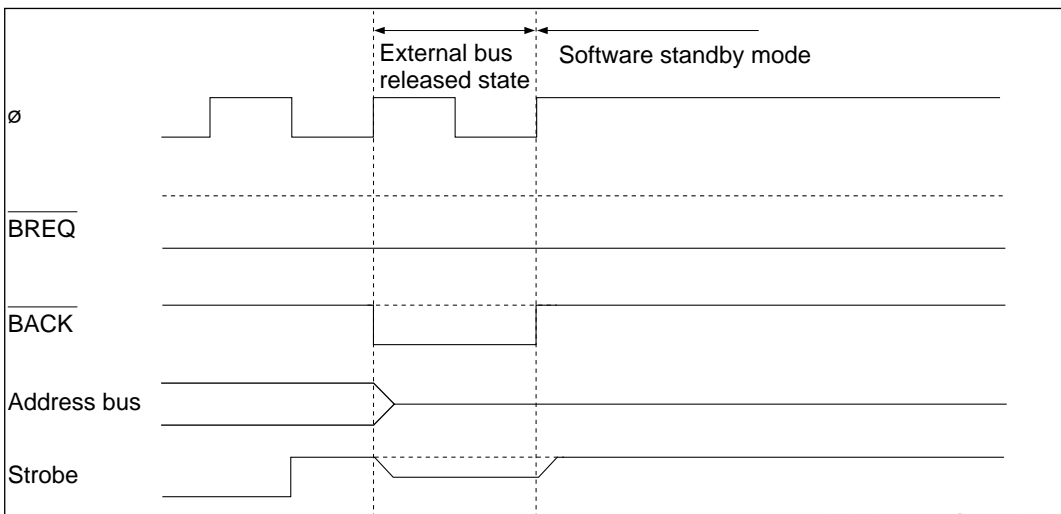 External bus
released state
Software standby mode
ø
BREQ
BACK
Address bus
Strobe